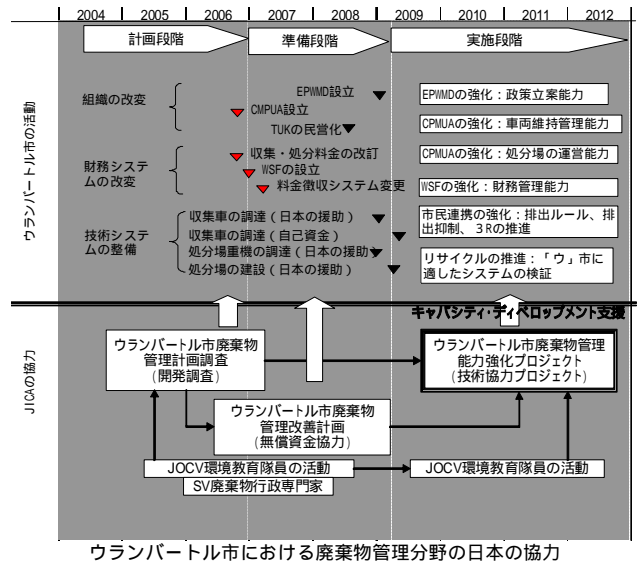 2004 2005 2006 2007 2008 2009 2010 2011 2012
計画段階 準備段階 実施段階
ウランバートル市の活動
組織の改変
EPWMD設立
CMPUA設立
TUKの民営化
財務システ
ムの改変
収集・処分料金の改訂
WSFの設立
料金徴収システム変更
技術システ
ムの整備
収集車の調達（日本の援助）
収集車の調達（自己資金）
処分場重機の調達（日本の援助）
処分場の建設（日本の援助）
EPWMDの強化：政策立案能力
CPMUAの強化：車両維持管理能力
CPMUAの強化：処分場の運営能力
WSFの強化：財務管理能力
市民連携の強化：排出ルール、排
出抑制、３Rの推進
リサイクルの推進：「ウ」市に
適したシステムの検証
キャパシティ・ディベロップメント支援
JICAの協力
ウランバートル市廃棄物
管理計画調査
(開発調査)
ウランバートル市廃棄物管理
能力強化プロジェクト
(技術協力プロジェクト)
ウランバートル市廃棄物
管理改善計画
(無償資金協力)
JOCV環境教育隊員の活動
JOCV環境教育隊員の活動
SV廃棄物行政専門家
ウランバートル市における廃棄物管理分野の日本の協力